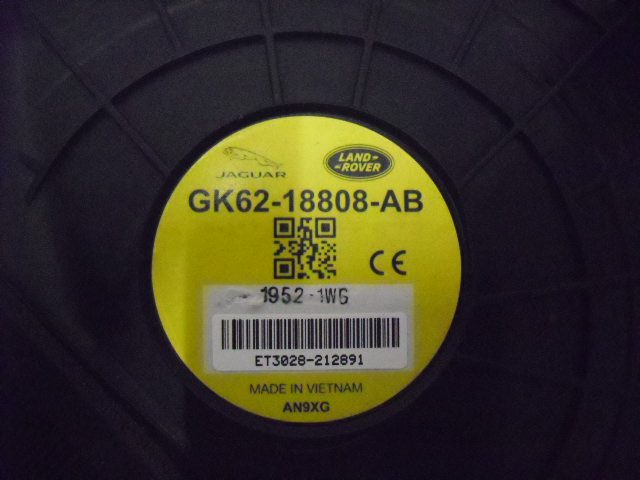 JAGUAR
LAND ROVER
GK62-18808-AB
CE
1952-1WG
ET3028-212891
MADE IN VIETNAM
AN9XG